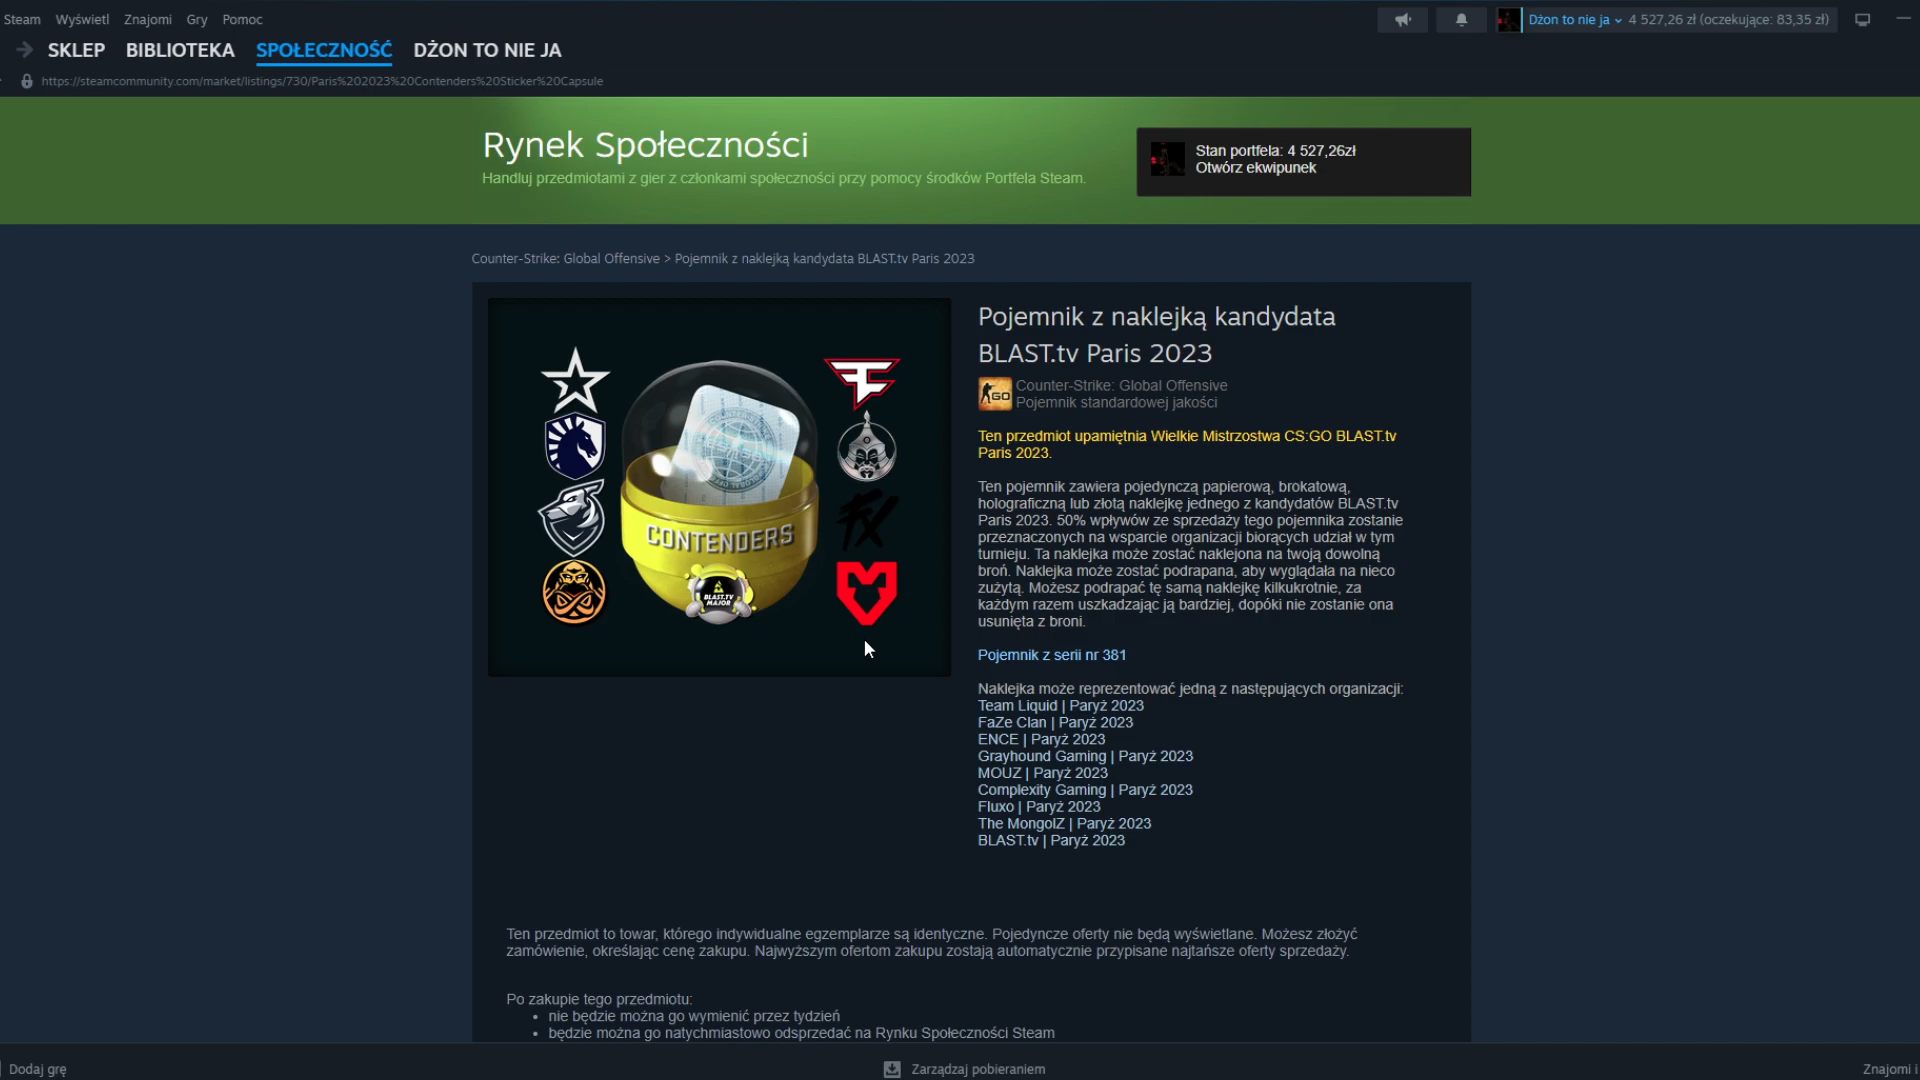 Steam Wyświetl Znajomi Gry Pomoc
Dżon to nie ja 4 527,26 zł (oczekujące: 83,35 zł)
SKLEP BIBLIOTEKA SPOŁECZNOŚĆ DŻON TO NIE JA
https://steamcommunity.com/market/listings/730/Paris%202023%20Contenders%20Sticker%20Capsule
Rynek Społeczności
Handluj przedmiotami z gier z członkami społeczności przy pomocy środków Portfela Steam.
Stan portfela: 4 527,26zł
Otwórz ekwipunek
Counter-Strike: Global Offensive > Pojemnik z naklejką kandydata BLAST.tv Paris 2023
CONTENDERS
BLAST.TV
MAJOR
Pojemnik z naklejką kandydata
BLAST.tv Paris 2023
GO
Counter-Strike: Global Offensive
Pojemnik standardowej jakości
Ten przedmiot upamiętnia Wielkie Mistrzostwa CS:GO BLAST.tv
Paris 2023.
Ten pojemnik zawiera pojedynczą papierową, brokatową,
holograficzną lub złotą naklejkę jednego z kandydatów BLAST.tv
Paris 2023. 50% wpływów ze sprzedaży tego pojemnika zostanie
przeznaczonych na wsparcie organizacji biorących udział w tym
turnieju. Ta naklejka może zostać naklejona na twoją dowolną
broń. Naklejka może zostać podrapana, aby wyglądała na nieco
zużytą. Możesz podrapać tę samą naklejkę kilkukrotnie, za
każdym razem uszkadzając ją bardziej, dopóki nie zostanie ona
usunięta z broni.
Pojemnik z serii nr 381
Naklejka może reprezentować jedną z następujących organizacji:
Team Liquid | Paryż 2023
FaZe Clan | Paryż 2023
ENCE | Paryż 2023
Grayhound Gaming | Paryż 2023
MOUZ | Paryż 2023
Complexity Gaming | Paryż 2023
Fluxo | Paryż 2023
The MongolZ | Paryż 2023
BLAST.tv | Paryż 2023
Ten przedmiot to towar, którego indywidualne egzemplarze są identyczne. Pojedyncze oferty nie będą wyświetlane. Możesz złożyć
zamówienie, określając cenę zakupu. Najwyższym ofertom zakupu zostają automatycznie przypisane najtańsze oferty sprzedaży.
Po zakupie tego przedmiotu:
• nie będzie można go wymienić przez tydzień
• będzie można go natychmiastowo odsprzedać na Rynku Społeczności Steam
Dodaj grę
Zarządzaj pobieraniem
Znajomi i